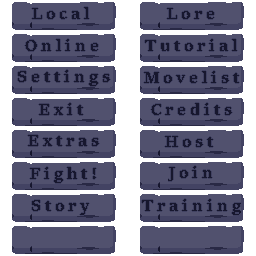 Local
Lore
Online
Tutorial
Settings
Movelist
Exit
Credits
Extras
Host
Fight!
Join
Story
Training